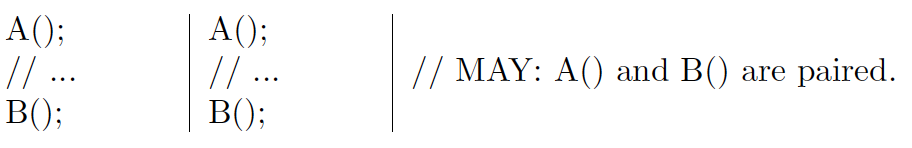 A(); A();
// ... // ... // MAY: A() and B() are paired.
B(); B();